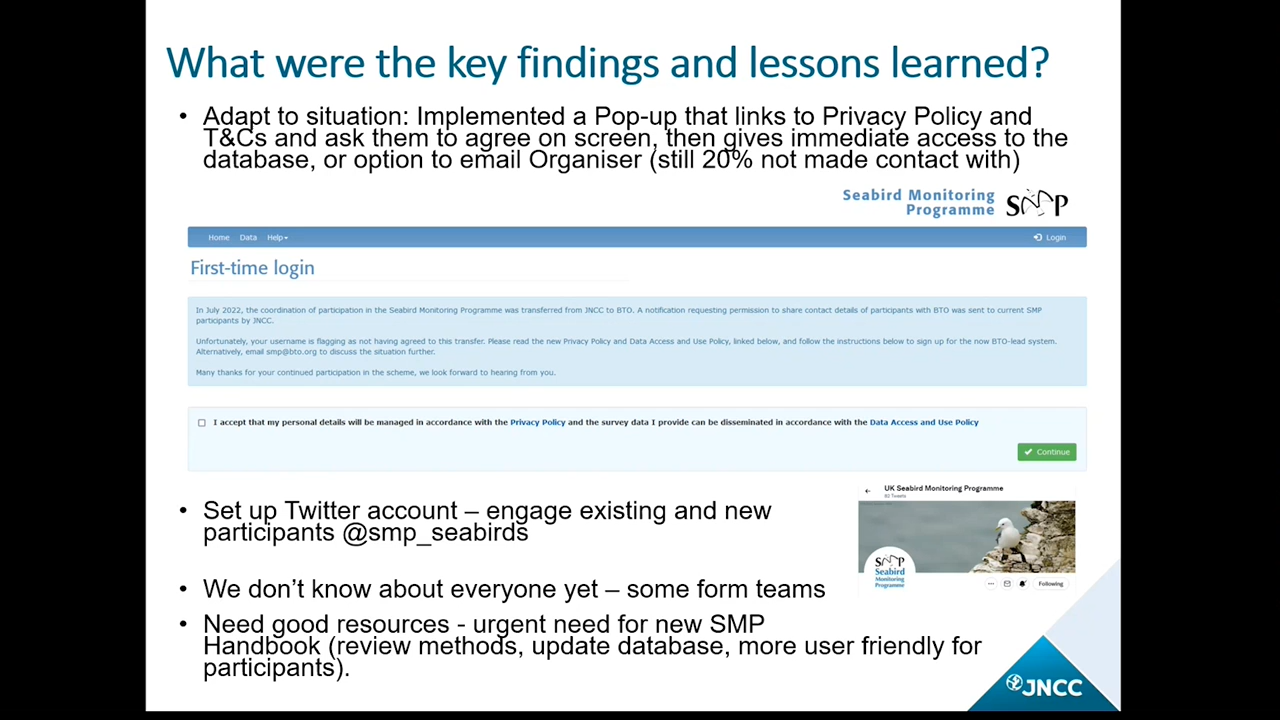 What were the key findings and lessons learned?
• Adapt to situation: Implemented a Pop-up that links to Privacy Policy and
T&Cs and ask them to agree on screen, then gives immediate access to the
database, or option to email Organiser (still 20% not made contact with)
Seabird Monitoring
Programme SMP
Home Data Help Login
First-time login
In July 2022, the coordination of participation in the Seabird Monitoring Programme was transferred from JNCC to BTO. A notification requesting permission to share contact details of participants with BTO was sent to current SMP
participants by JNCC.
Unfortunately, your username is flagging as not having agreed to this transfer. Please read the new Privacy Policy and Data Access and Use Policy, linked below, and follow the instructions below to sign up for the now BTO-lead system.
Alternatively, email smp@bto.org to discuss the situation further.
Many thanks for your continued participation in the scheme, we look forward to hearing from you.
I accept that my personal details will be managed in accordance with the Privacy Policy and the survey data I provide can be disseminated in accordance with the Data Access and Use Policy
Continue
• Set up Twitter account – engage existing and new
participants @smp_seabirds
UK Seabird Monitoring Programme
82 Tweets
SMP
Seabird
Monitoring
Programme
Following
• We don't know about everyone yet – some form teams
• Need good resources - urgent need for new SMP
Handbook (review methods, update database, more user friendly for
participants).
JNCC